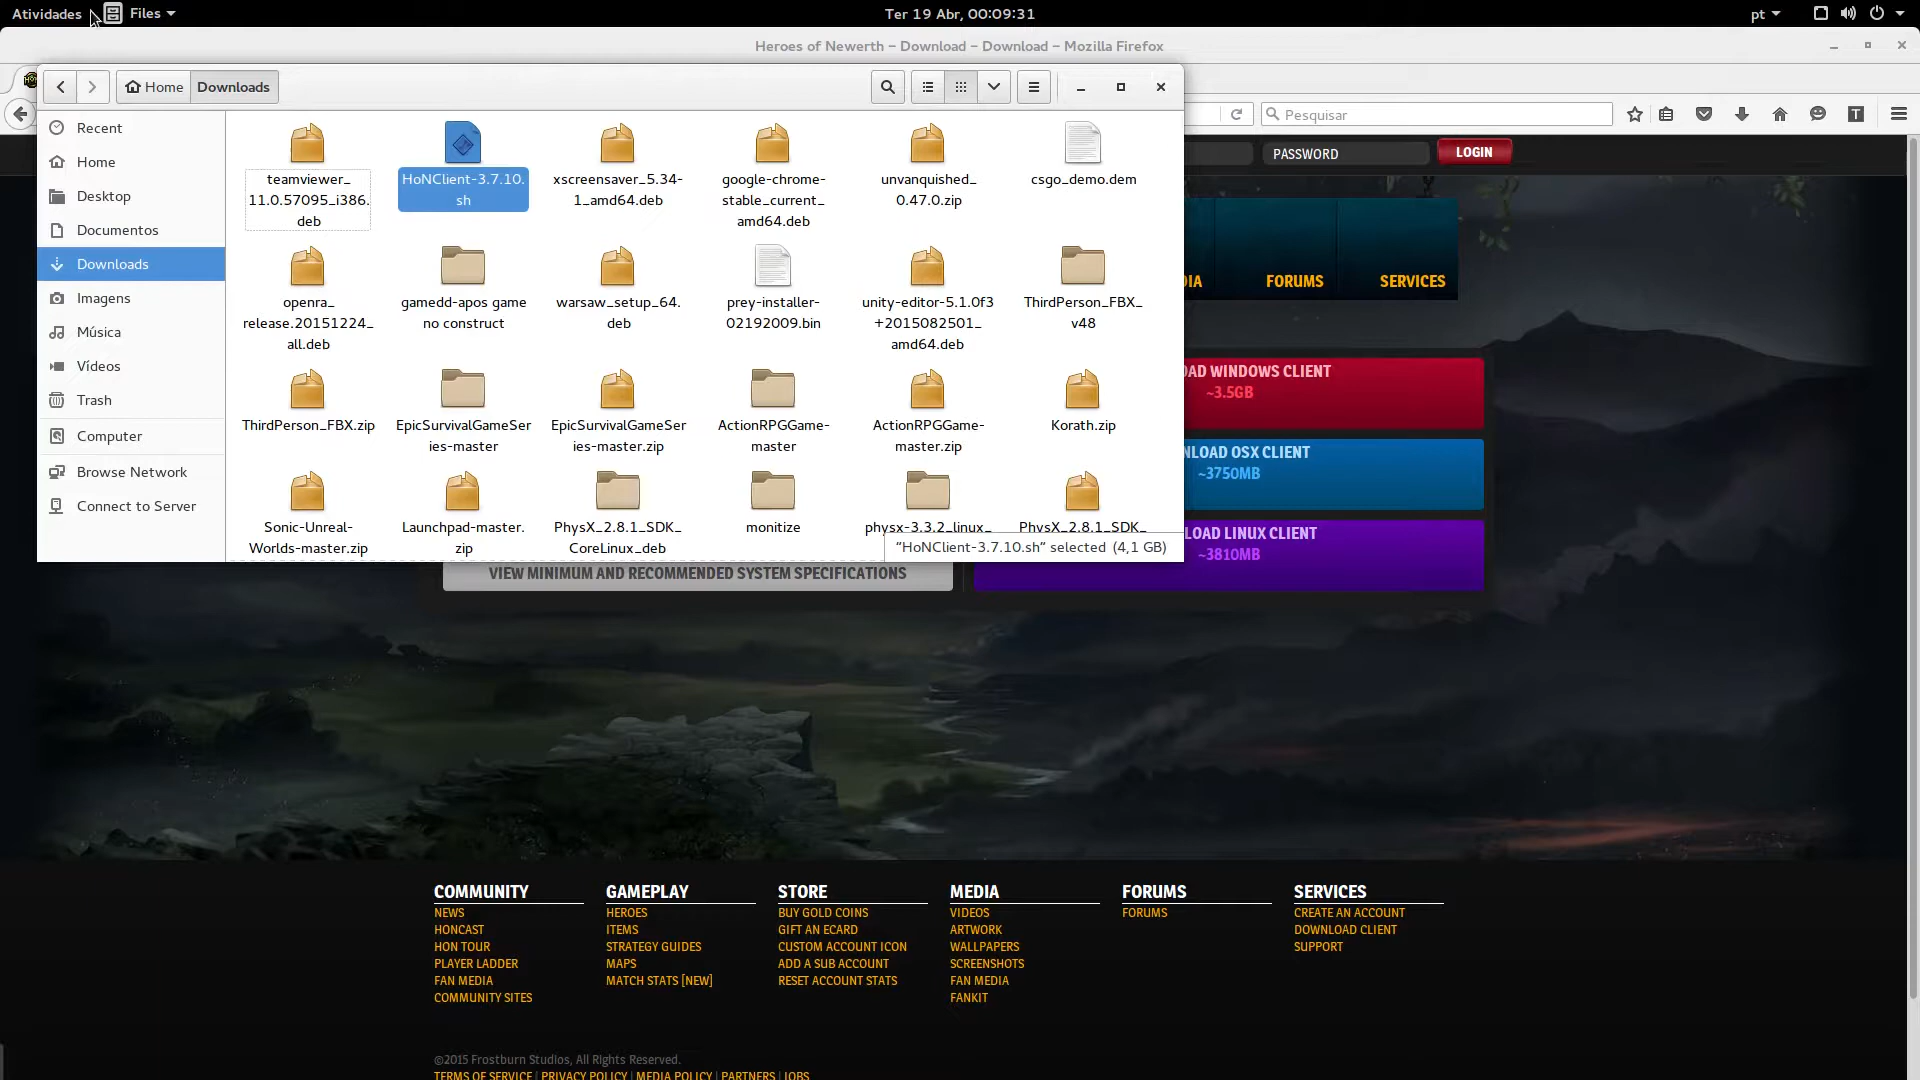 Atividades
Files
Ter 19 Abr, 00:09:31
pt
Heroes of Newerth – Download – Download – Mozilla Firefox
Home
Downloads
Pesquisar
PASSWORD
LOGIN
Recent
Home
Desktop
Documentos
Downloads
Imagens
Música
Vídeos
Trash
Computer
Browse Network
Connect to Server
teamviewer_
11.0.57095_i386.
deb
HoNClient-3.7.10.
sh
xscreensaver_5.34-
1_amd64.deb
google-chrome-
stable_current_
amd64.deb
unvanquished_
0.47.0.zip
csgo_demo.dem
openra_
release.20151224_
all.deb
gamedd-apos game
no construct
warsaw_setup_64.
deb
prey-installer-
02192009.bin
unity-editor-5.1.0f3
+2015082501_
amd64.deb
ThirdPerson_FBX_
v48
ThirdPerson_FBX.zip
EpicSurvivalGameSer
ies-master
EpicSurvivalGameSer
ies-master.zip
ActionRPGGame-
master
ActionRPGGame-
master.zip
Korath.zip
Sonic-Unreal-
Worlds-master.zip
Launchpad-master.
zip
PhysX_2.8.1_SDK_
CoreLinux_deb
monitize
physx-3.3.2_linux_
PhysX_2.8.1_SDK_
"HoNClient-3.7.10.sh" selected (4,1 GB)
DIA
FORUMS
SERVICES
AD WINDOWS CLIENT
~3.5GB
NLOAD OSX CLIENT
~3750MB
LOAD LINUX CLIENT
~3810MB
VIEW MINIMUM AND RECOMMENDED SYSTEM SPECIFICATIONS
COMMUNITY
NEWS
HONCAST
HON TOUR
PLAYER LADDER
FAN MEDIA
COMMUNITY SITES
GAMEPLAY
HEROES
ITEMS
STRATEGY GUIDES
MAPS
MATCH STATS [NEW]
STORE
BUY GOLD COINS
GIFT AN ECARD
CUSTOM ACCOUNT ICON
ADD A SUB ACCOUNT
RESET ACCOUNT STATS
MEDIA
VIDEOS
ARTWORK
WALLPAPERS
SCREENSHOTS
FAN MEDIA
FANKIT
FORUMS
FORUMS
SERVICES
CREATE AN ACCOUNT
DOWNLOAD CLIENT
SUPPORT
©2015 Frostburn Studios, All Rights Reserved.
TERMS OF SERVICE | PRIVACY POLICY | MEDIA POLICY | PARTNERS | JOBS